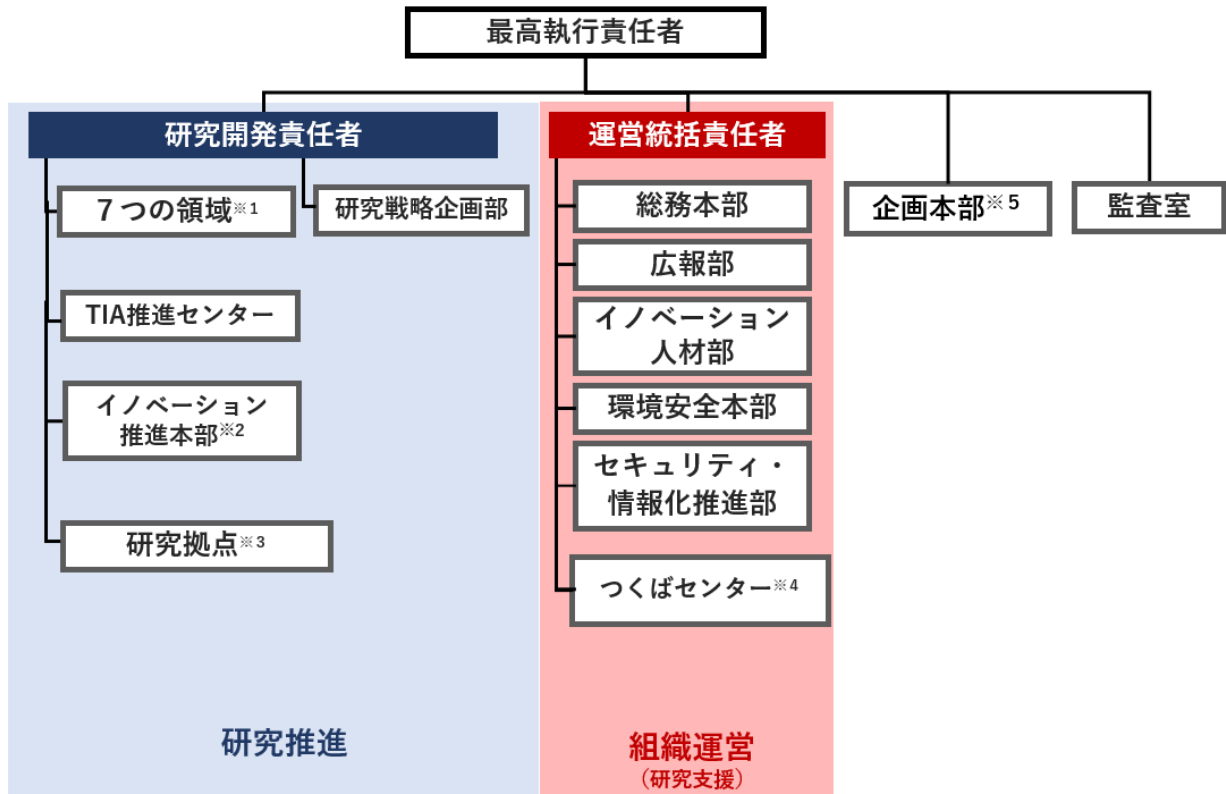 最高執行責任者
研究開発責任者
７つの領域※1
研究戦略企画部
TIA推進センター
イノベーション
推進本部※2
研究拠点※3
研究推進
運営統括責任者
総務本部
広報部
イノベーション
人材部
環境安全本部
セキュリティ・
情報化推進部
つくばセンター※4
組織運営
（研究支援）
企画本部※5
監査室